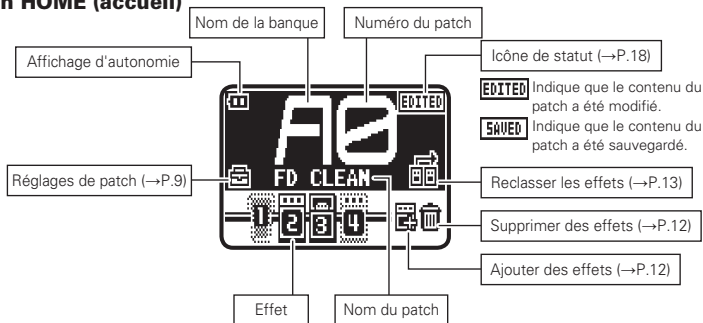 n HOME (accueil)
Nom de la banque
Numéro du patch
Affichage d'autonomie
Icône de statut (→P.18)
EDITED Indique que le contenu du
patch a été modifié.
SAVED Indique que le contenu du
patch a été sauvegardé.
EDITED
A0
Réglages de patch (→P.9)
FD CLEAN
Reclasser les effets (→P.13)
1 2 3 4
Supprimer des effets (→P.12)
Ajouter des effets (→P.12)
Effet
Nom du patch